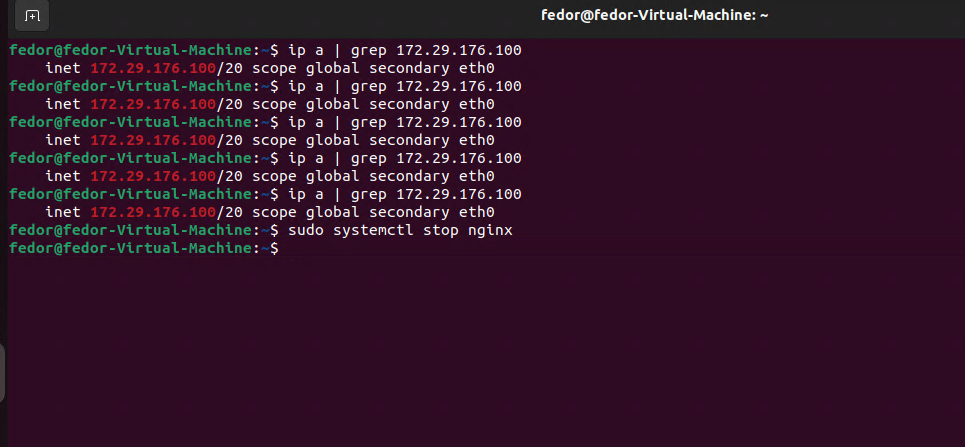 fedor@fedor-Virtual-Machine: ~
fedor@fedor-Virtual-Machine:~$ ip a | grep 172.29.176.100
    inet 172.29.176.100/20 scope global secondary eth0
fedor@fedor-Virtual-Machine:~$ ip a | grep 172.29.176.100
    inet 172.29.176.100/20 scope global secondary eth0
fedor@fedor-Virtual-Machine:~$ ip a | grep 172.29.176.100
    inet 172.29.176.100/20 scope global secondary eth0
fedor@fedor-Virtual-Machine:~$ ip a | grep 172.29.176.100
    inet 172.29.176.100/20 scope global secondary eth0
fedor@fedor-Virtual-Machine:~$ ip a | grep 172.29.176.100
    inet 172.29.176.100/20 scope global secondary eth0
fedor@fedor-Virtual-Machine:~$ sudo systemctl stop nginx
fedor@fedor-Virtual-Machine:~$